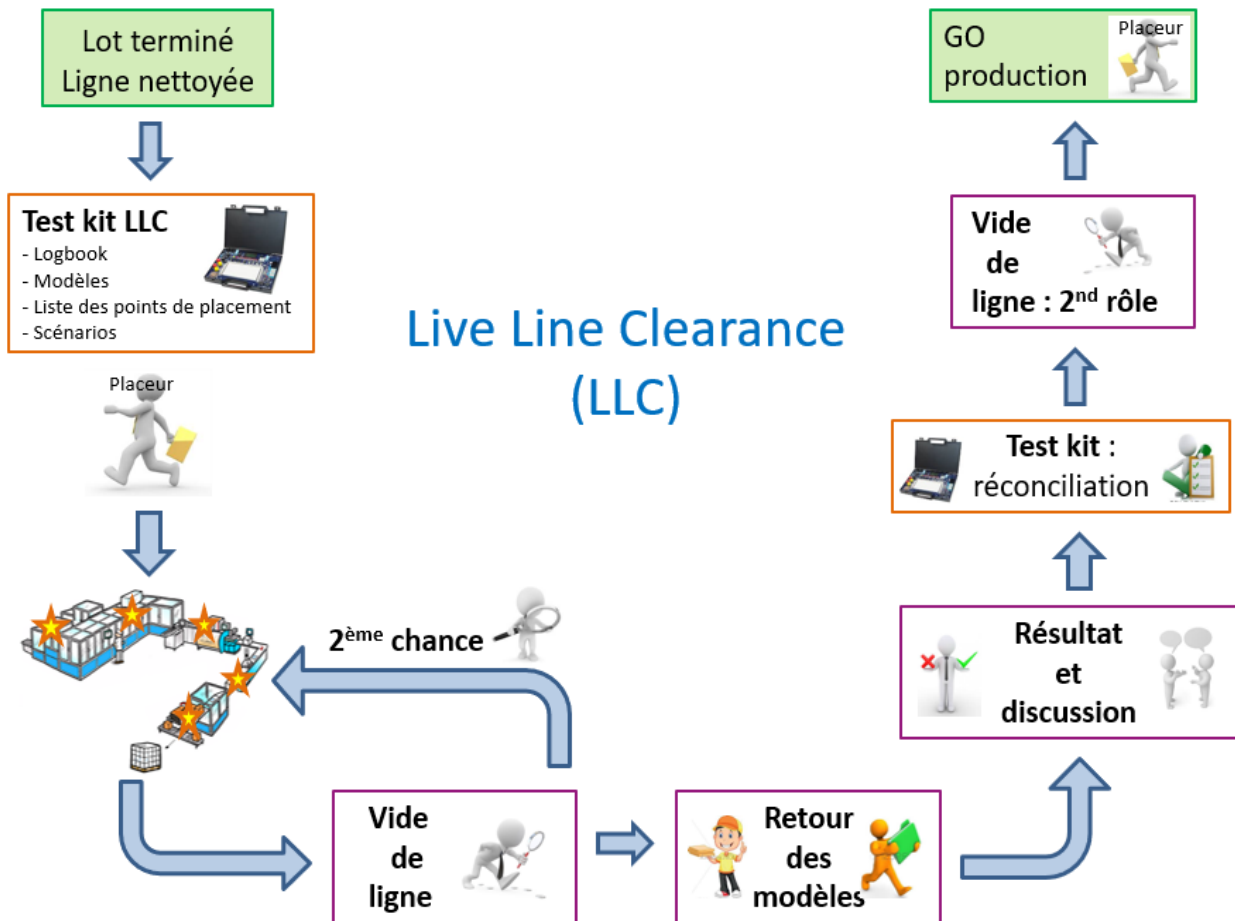 Lot terminé
Ligne nettoyée
Test kit LLC
- Logbook
- Modèles
- Liste des points de placement
- Scénarios
Placeur
2ème chance
Vide
de
ligne
Retour
des
modèles
Résultat
et
discussion
Test kit :
réconciliation
Vide
de
ligne : 2nd rôle
GO
production
Placeur
Live Line Clearance
(LLC)